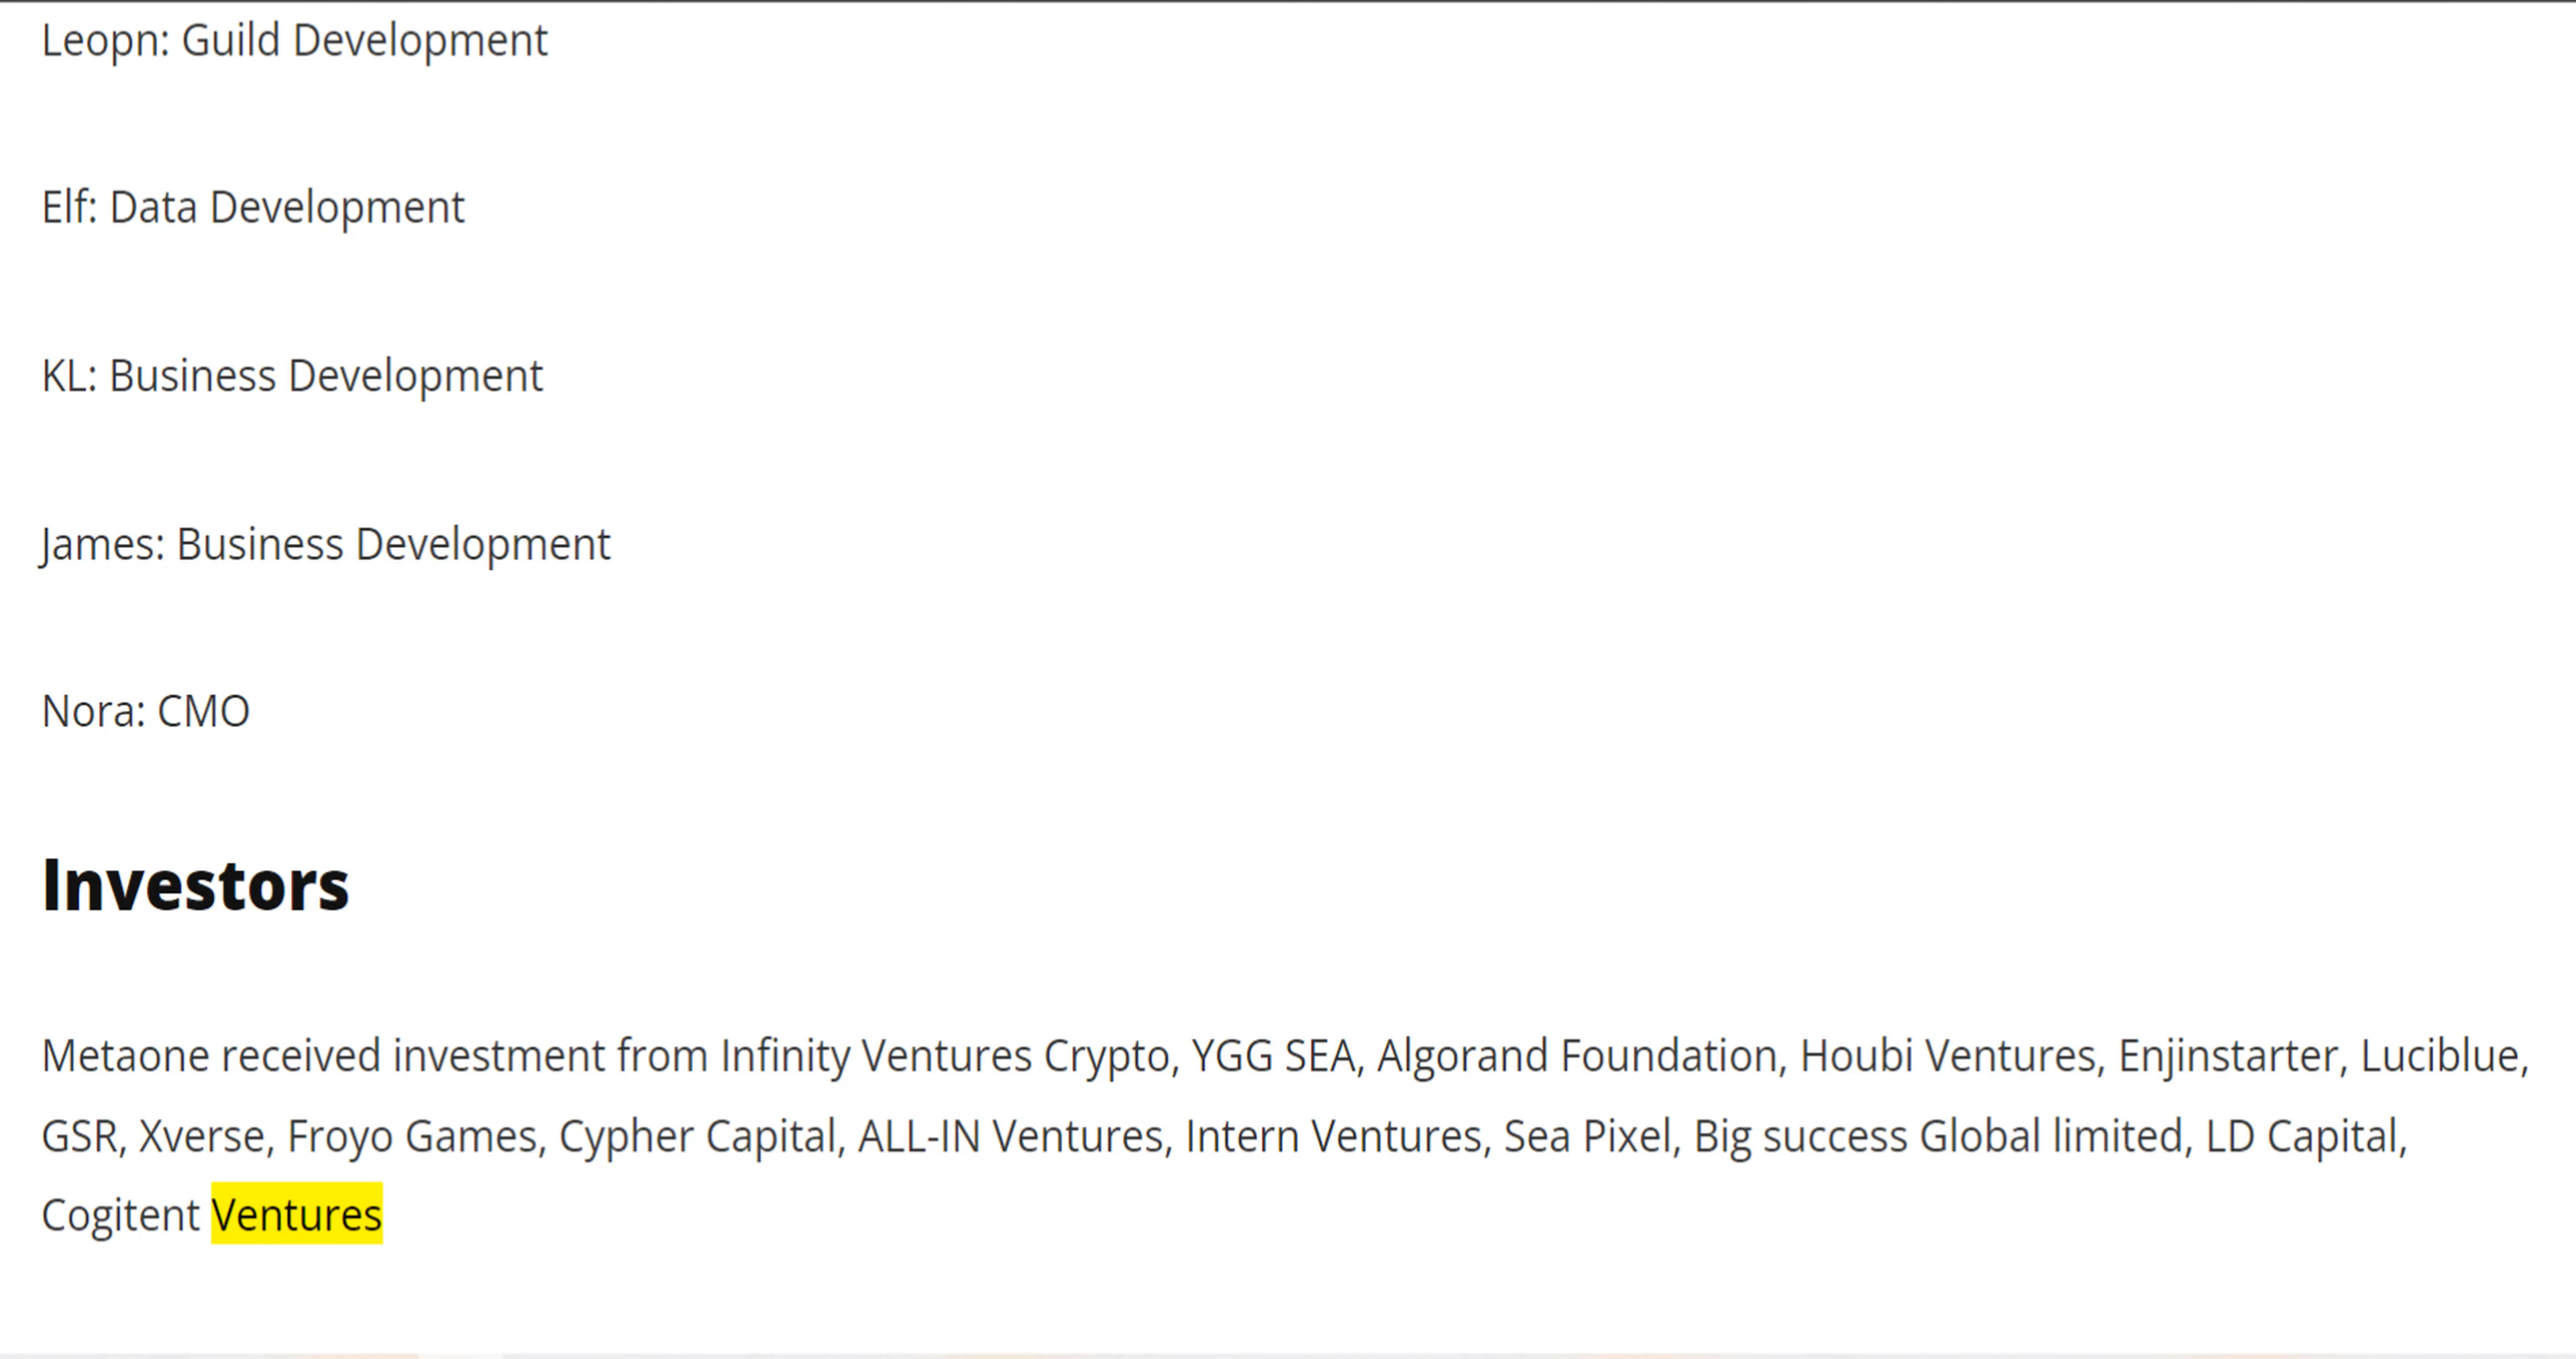 Leopn: Guild Development
Elf: Data Development
KL: Business Development
James: Business Development
Nora: CMO
Investors
Metaone received investment from Infinity Ventures Crypto, YGG SEA, Algorand Foundation, Houbi Ventures, Enjinstarter, Luciblue,
GSR, Xverse, Froyo Games, Cypher Capital, ALL-IN Ventures, Intern Ventures, Sea Pixel, Big success Global limited, LD Capital,
Cogitent Ventures